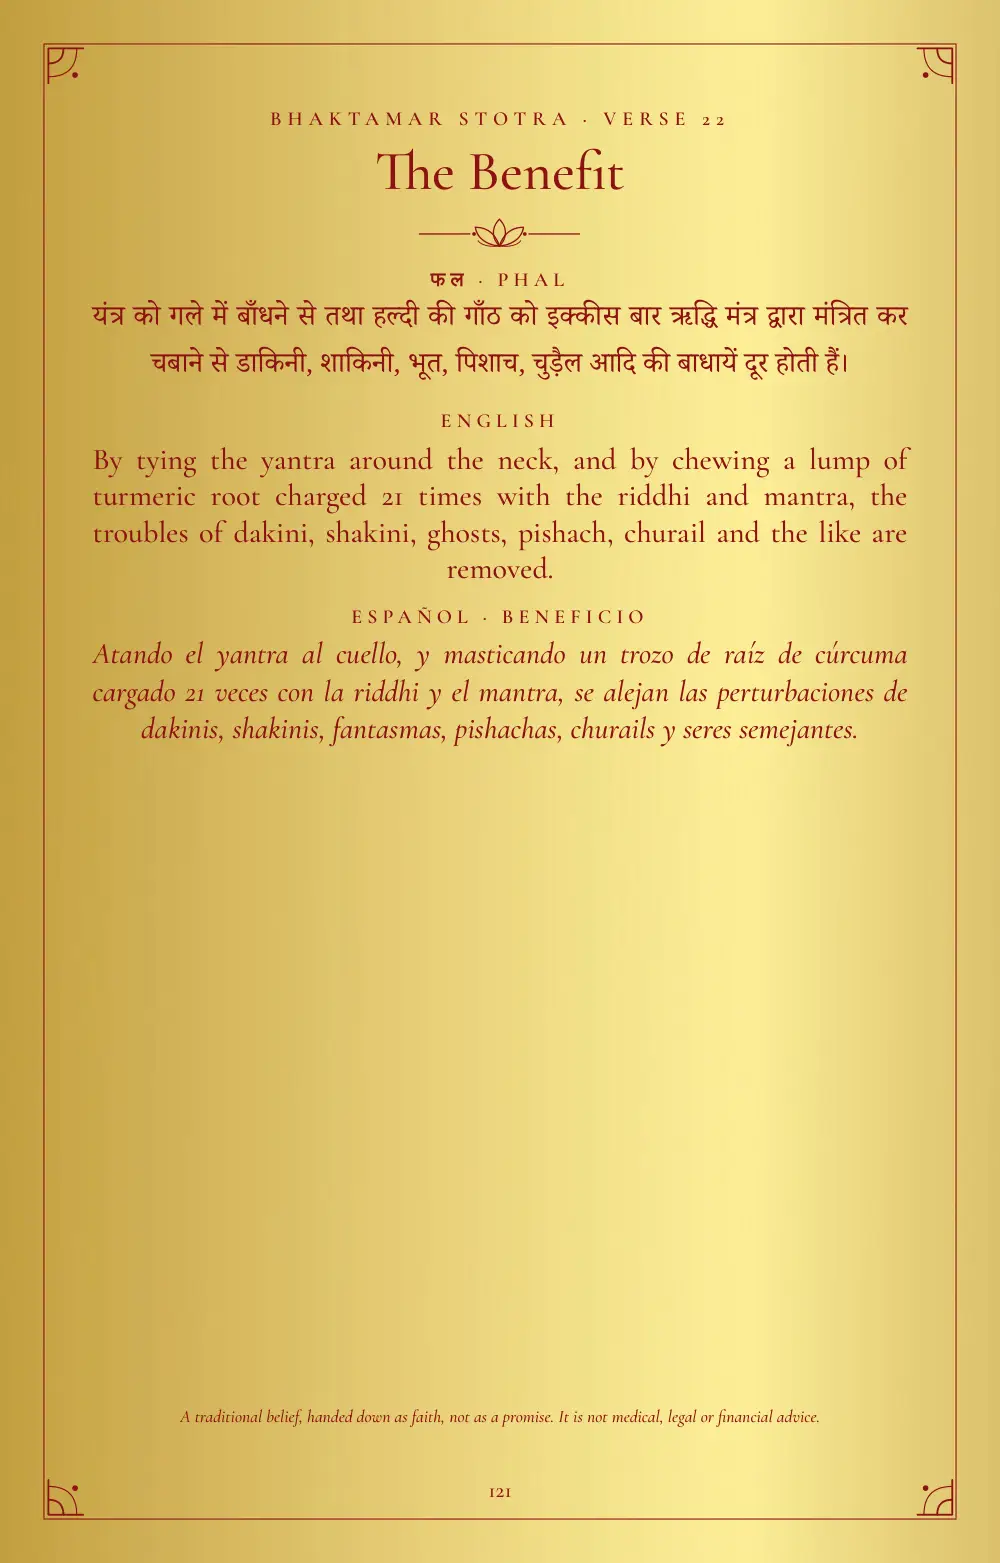 BHAKTAMAR STOTRA · VERSE 22
The Benefit
फल · PHAL
यंत्र को गले में बाँधने से तथा हल्दी की गाँठ को इक्कीस बार ऋद्धि मंत्र द्वारा मंत्रित कर
चबाने से डाकिनी, शाकिनी, भूत, पिशाच, चुड़ैल आदि की बाधायें दूर होती हैं।
ENGLISH
By tying the yantra around the neck, and by chewing a lump of
turmeric root charged 21 times with the riddhi and mantra, the
troubles of dakini, shakini, ghosts, pishach, churail and the like are
removed.
ESPAÑOL · BENEFICIO
Atando el yantra al cuello, y masticando un trozo de raíz de cúrcuma
cargado 21 veces con la riddhi y el mantra, se alejan las perturbaciones de
dakinis, shakinis, fantasmas, pishachas, churails y seres semejantes.
A traditional belief, handed down as faith, not as a promise. It is not medical, legal or financial advice.
121